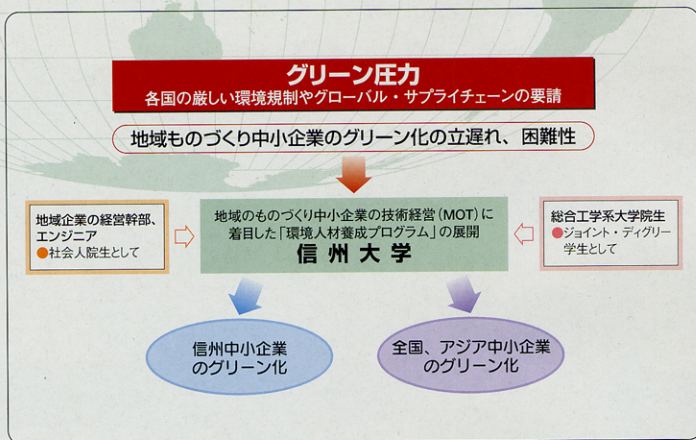 グリーン圧力
各国の厳しい環境規制やグローバル・サプライチェーンの要請
地域ものづくり中小企業のグリーン化の立遅れ、困難性
地域企業の経営幹部、
エンジニア
●社会人院生として
地域のものづくり中小企業の技術経営(MOT)に
着目した「環境人材養成プログラム」の展開
信州大学
総合工学系大学院生
●ジョイント・ディグリー
学生として
信州中小企業
のグリーン化
全国、アジア中小企業
のグリーン化